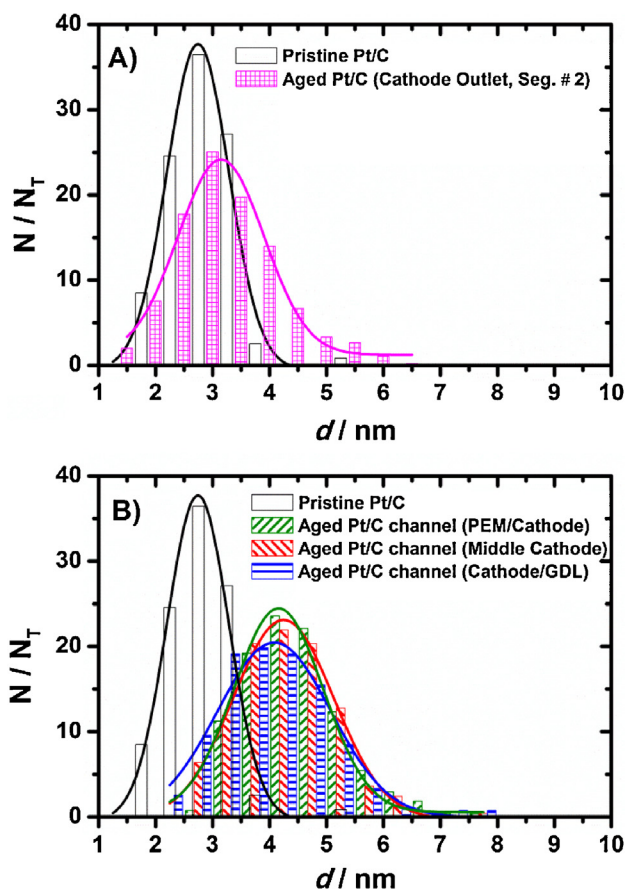 A)
Pristine Pt/C
Aged Pt/C (Cathode Outlet, Seg. # 2)
40
30
20
10
0
N / N_T
1 2 3 4 5 6 7 8 9 10
d / nm
B)
Pristine Pt/C
Aged Pt/C channel (PEM/Cathode)
Aged Pt/C channel (Middle Cathode)
Aged Pt/C channel (Cathode/GDL)
40
30
20
10
0
N / N_T
1 2 3 4 5 6 7 8 9 10
d / nm